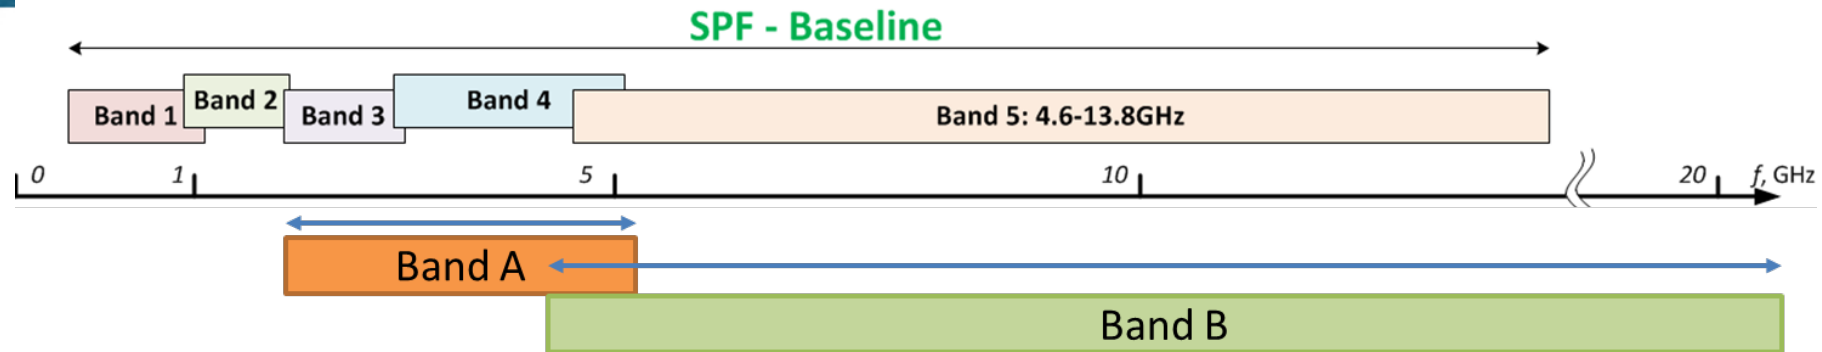 SPF - Baseline
Band 1
Band 2
Band 3
Band 4
Band 5: 4.6-13.8GHz
0
1
5
10
20
f, GHz
Band A
Band B